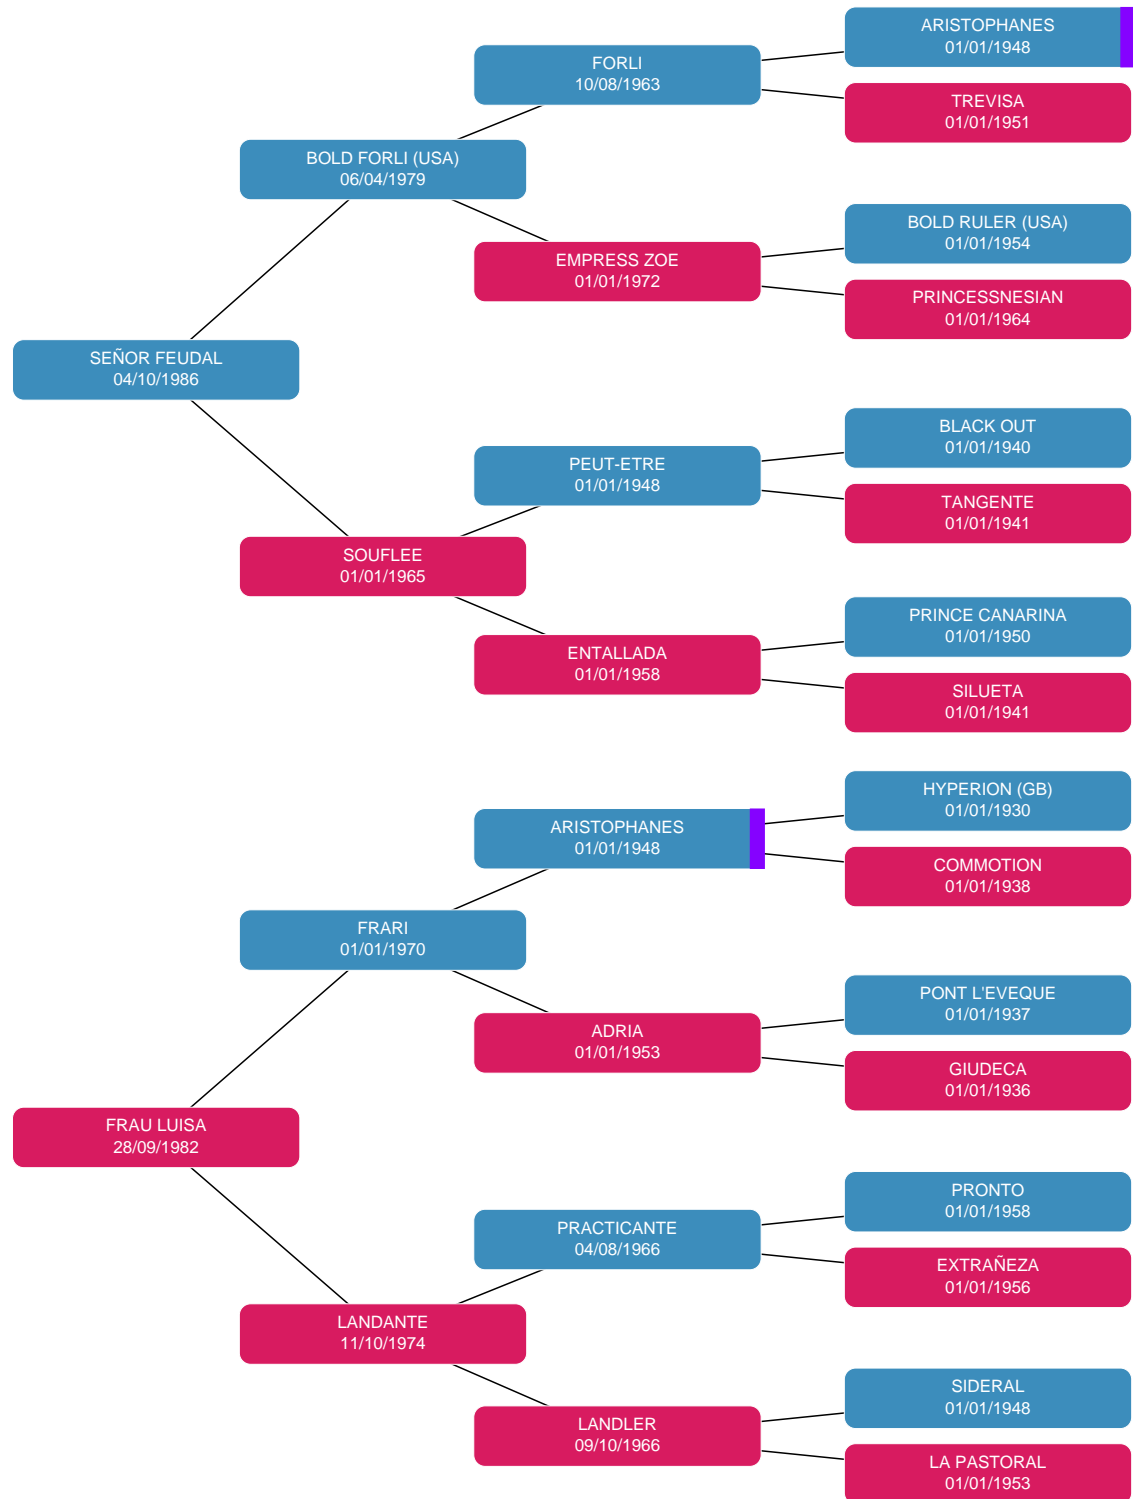 ARISTOPHANES
01/01/1948
FORLI
10/08/1963
TREVISA
01/01/1951
BOLD FORLI (USA)
06/04/1979
BOLD RULER (USA)
01/01/1954
EMPRESS ZOE
01/01/1972
PRINCESSNESIAN
01/01/1964
SEÑOR FEUDAL
04/10/1986
BLACK OUT
01/01/1940
PEUT-ETRE
01/01/1948
TANGENTE
01/01/1941
SOUFLEE
01/01/1965
PRINCE CANARINA
01/01/1950
ENTALLADA
01/01/1958
SILUETA
01/01/1941
HYPERION (GB)
01/01/1930
ARISTOPHANES
01/01/1948
COMMOTION
01/01/1938
FRARI
01/01/1970
PONT L'EVEQUE
01/01/1937
ADRIA
01/01/1953
GIUDECA
01/01/1936
FRAU LUISA
28/09/1982
PRONTO
01/01/1958
PRACTICANTE
04/08/1966
EXTRAÑEZA
01/01/1956
LANDANTE
11/10/1974
SIDERAL
01/01/1948
LANDLER
09/10/1966
LA PASTORAL
01/01/1953